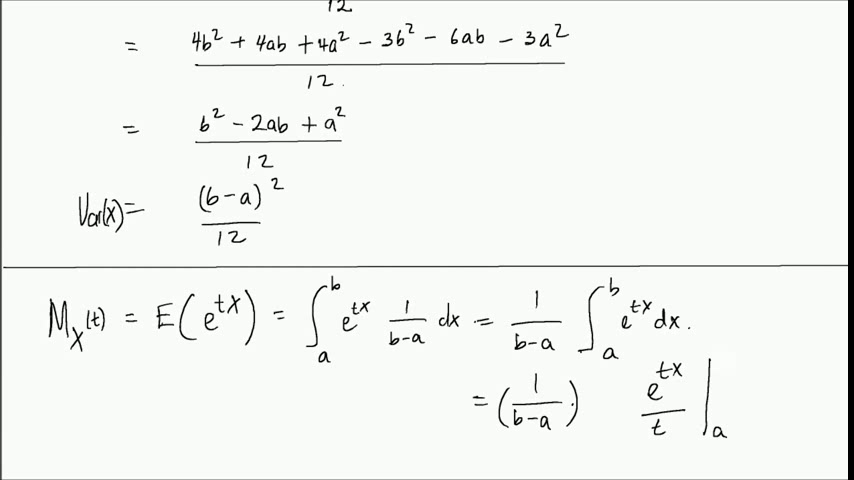 12
= (4b² + 4ab + 4a² − 3b² − 6ab − 3a²)/12.
= (b² − 2ab + a²)/12
Var(X) = (b−a)²/12
M_X(t) = E(e^{tX}) = ∫_a^b e^{tx} 1/(b−a) dx = 1/(b−a) ∫_a^b e^{tx} dx.
= (1/(b−a)) · e^{tx}/t |_a